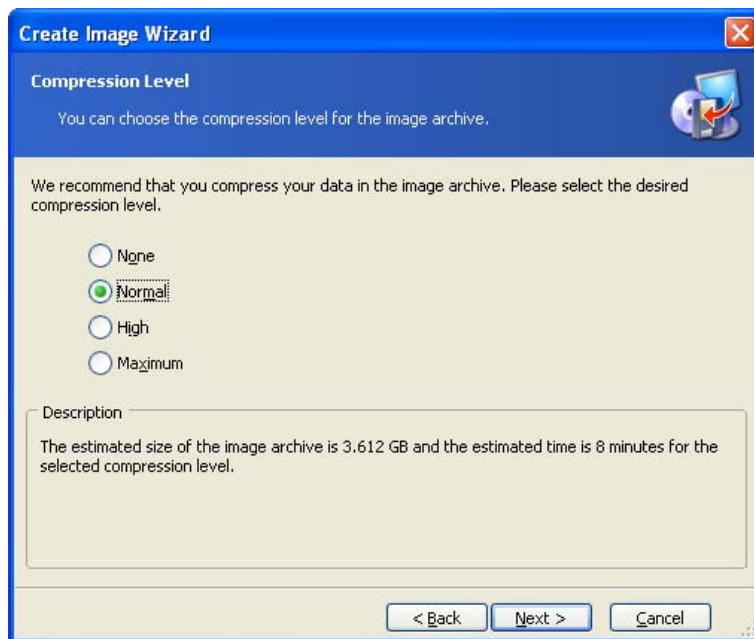 Create Image Wizard
Compression Level
You can choose the compression level for the image archive.
We recommend that you compress your data in the image archive. Please select the desired
compression level.
None
Normal
High
Maximum
Description
The estimated size of the image archive is 3.612 GB and the estimated time is 8 minutes for the
selected compression level.
< Back
Next >
Cancel